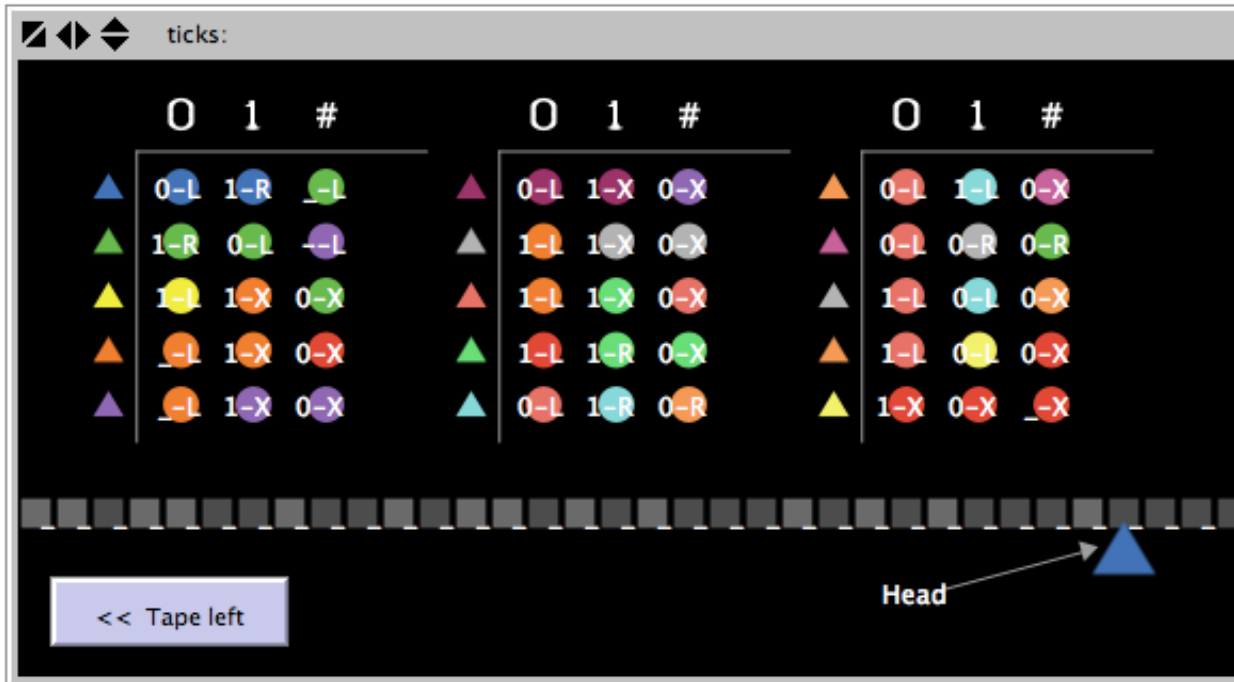 ticks:
0 1 # 0 1 # 0 1 #
0-L 1-R _-L 0-L 1-X 0-X 0-L 1-L 0-X
1-R 0-L --L 1-L 1-X 0-X 0-L 0-R 0-R
1-L 1-X 0-X 1-L 1-X 0-X 1-L 0-L 0-X
_-L 1-X 0-X 1-L 1-R 0-X 1-L 0-L 0-X
_-L 1-X 0-X 0-L 1-R 0-R 1-X 0-X _-X
_ _ _ _ _ _ _ _ _ _ _ _ _ _ _ _ _ _ _ _ _ _ _ _ _ _ _ _ _ _ _ _ _
Head
<< Tape left